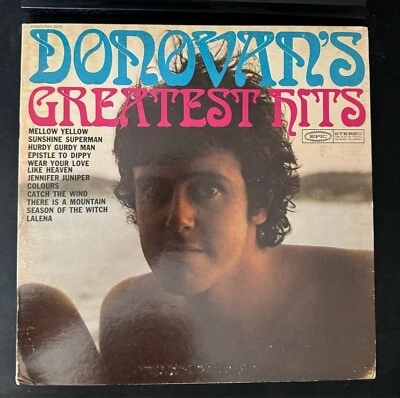 DONOVAN'S
GREATEST HITS
MELLOW YELLOW
SUNSHINE SUPERMAN
HURDY GURDY MAN
EPISTLE TO DIPPY
WEAR YOUR LOVE
LIKE HEAVEN
JENNIFER JUNIPER
COLOURS
CATCH THE WIND
THERE IS A MOUNTAIN
SEASON OF THE WITCH
LALENA
EPIC
STEREO